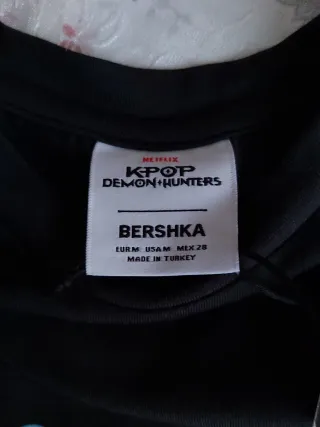 NETFLIX
KPOP
DEMON HUNTERS
BERSHKA
EUR M USA M MEX 28
MADE IN TURKEY